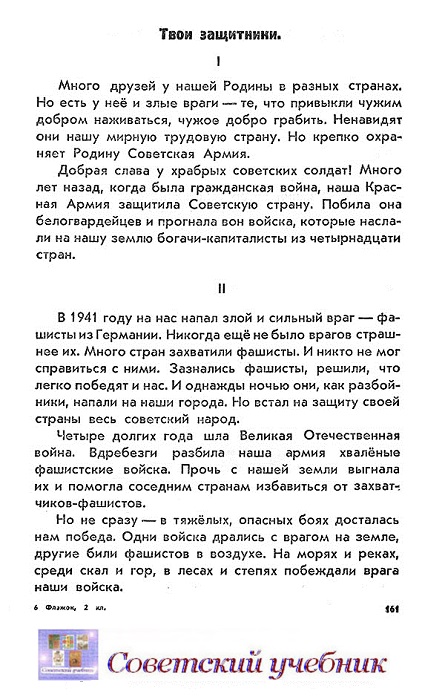 Твои защитники.
I
Много друзей у нашей Родины в разных странах.
Но есть у неё и злые враги — те, что привыкли чужим
добром наживаться, чужое добро грабить. Ненавидят
они нашу мирную трудовую страну. Но крепко охра-
няет Родину Советская Армия.
Добрая слава у храбрых советских солдат! Много
лет назад, когда была гражданская война, наша Крас-
ная Армия защитила Советскую страну. Побила она
белогвардейцев и прогнала вон войска, которые насла-
ли на нашу землю богачи-капиталисты из четырнадцати
стран.
II
В 1941 году на нас напал злой и сильный враг — фа-
шисты из Германии. Никогда ещё не было врагов страш-
нее их. Много стран захватили фашисты. И никто не мог
справиться с ними. Зазнались фашисты, решили, что
легко победят и нас. И однажды ночью они, как разбой-
ники, напали на наши города. Но встал на защиту своей
страны весь советский народ.
Четыре долгих года шла Великая Отечественная
война. Вдребезги разбила наша армия хвалёные
фашистские войска. Прочь с нашей земли выгнала
их и помогла соседним странам избавиться от захват-
чиков-фашистов.
Но не сразу — в тяжёлых, опасных боях досталась
нам победа. Одни войска дрались с врагом на земле,
другие били фашистов в воздухе. На морях и реках,
среди скал и гор, в лесах и степях побеждали врага
наши войска.
6 Флажок, 2 кл. 161
Советский учебник